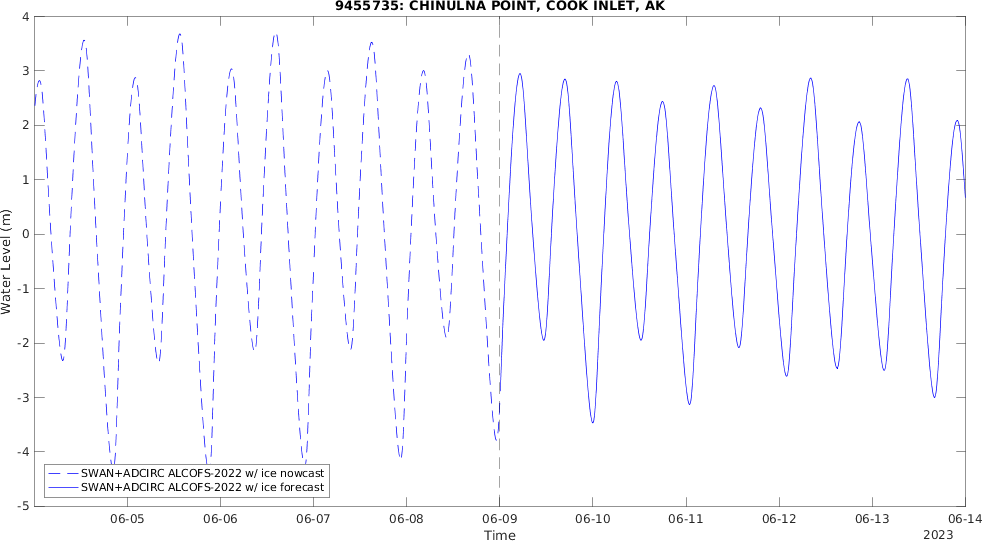 9455735: CHINULNA POINT, COOK INLET, AK
4
3
2
1
0
-1
-2
-3
-4
-5
Water Level (m)
SWAN+ADCIRC ALCOFS-2022 w/ ice nowcast
SWAN+ADCIRC ALCOFS-2022 w/ ice forecast
06-05 06-06 06-07 06-08 06-09 06-10 06-11 06-12 06-13 06-14
Time
2023